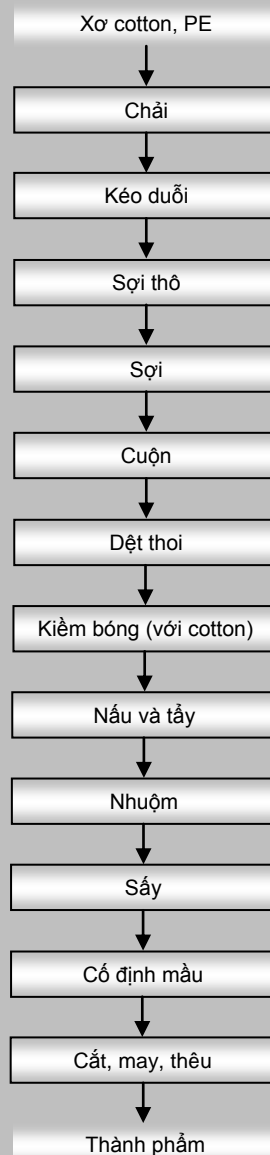 Xơ cotton, PE
Chải
Kéo duỗi
Sợi thô
Sợi
Cuộn
Dệt thoi
Kiềm bóng (với cotton)
Nấu và tẩy
Nhuộm
Sấy
Cố định mầu
Cắt, may, thêu
Thành phẩm